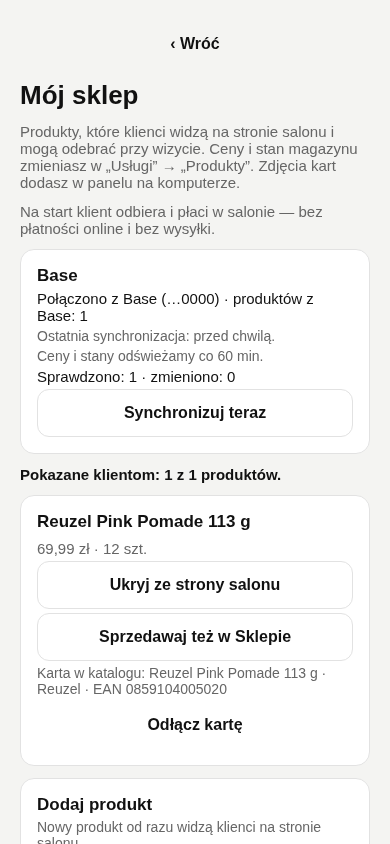 ‹ Wróć
Mój sklep
Produkty, które klienci widzą na stronie salonu i
mogą odebrać przy wizycie. Ceny i stan magazynu
zmieniasz w „Usługi” → „Produkty”. Zdjęcia kart
dodasz w panelu na komputerze.
Na start klient odbiera i płaci w salonie — bez
płatności online i bez wysyłki.
Base
Połączono z Base (…0000) · produktów z
Base: 1
Ostatnia synchronizacja: przed chwilą.
Ceny i stany odświeżamy co 60 min.
Sprawdzono: 1 · zmieniono: 0
Synchronizuj teraz
Pokazane klientom: 1 z 1 produktów.
Reuzel Pink Pomade 113 g
69,99 zł · 12 szt.
Ukryj ze strony salonu
Sprzedawaj też w Sklepie
Karta w katalogu: Reuzel Pink Pomade 113 g ·
Reuzel · EAN 0859104005020
Odłącz kartę
Dodaj produkt
Nowy produkt od razu widzą klienci na stronie
salonu.